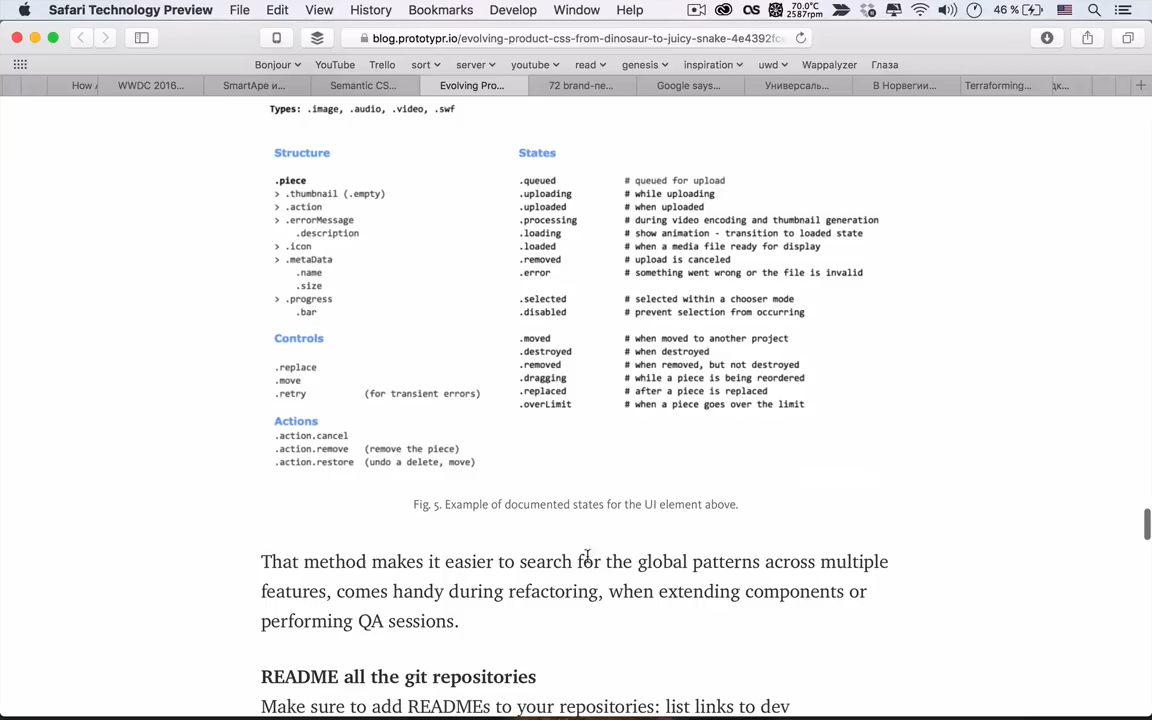 Safari Technology Preview File Edit View History Bookmarks Develop Window Help 70.0°C 2587rpm 46 %
blog.prototypr.io/evolving-product-css-from-dinosaur-to-juicy-snake-4e4392fce
Bonjour YouTube Trello sort server youtube read genesis inspiration uwd Wappalyzer Глаза
How WWDC 2016... SmartApe и... Semantic CS... Evolving Pro... 72 brand-ne... Google says... Универсаль... В Норвегии... Terraforming...
Types: .image, .audio, .video, .swf
Structure
.piece
> .thumbnail (.empty)
> .action
> .errorMessage
.description
> .icon
> .metaData
.name
.size
> .progress
.bar
Controls
.replace
.move
.retry (for transient errors)
Actions
.action.cancel
.action.remove (remove the piece)
.action.restore (undo a delete, move)
States
.queued # queued for upload
.uploading # while uploading
.uploaded # when uploaded
.processing # during video encoding and thumbnail generation
.loading # show animation - transition to loaded state
.loaded # when a media file ready for display
.removed # upload is canceled
.error # something went wrong or the file is invalid
.selected # selected within a chooser mode
.disabled # prevent selection from occurring
.moved # when moved to another project
.destroyed # when destroyed
.removed # when removed, but not destroyed
.dragging # while a piece is being reordered
.replaced # after a piece is replaced
.overLimit # when a piece goes over the limit
Fig. 5. Example of documented states for the UI element above.
That method makes it easier to search for the global patterns across multiple
features, comes handy during refactoring, when extending components or
performing QA sessions.
README all the git repositories
Make sure to add READMEs to your repositories: list links to dev